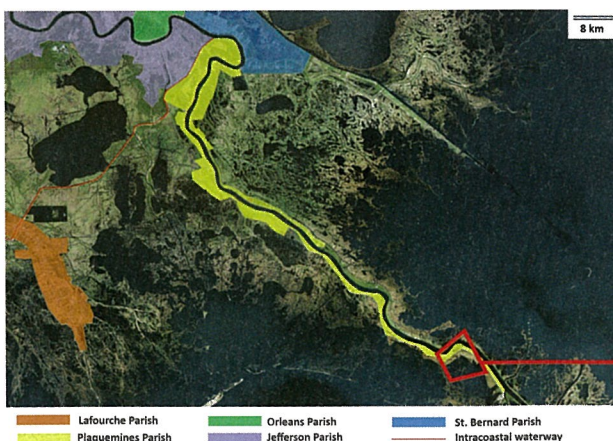 8 km
Lafourche Parish
Orleans Parish
St. Bernard Parish
Plaquemines Parish
Jefferson Parish
Intracoastal waterway